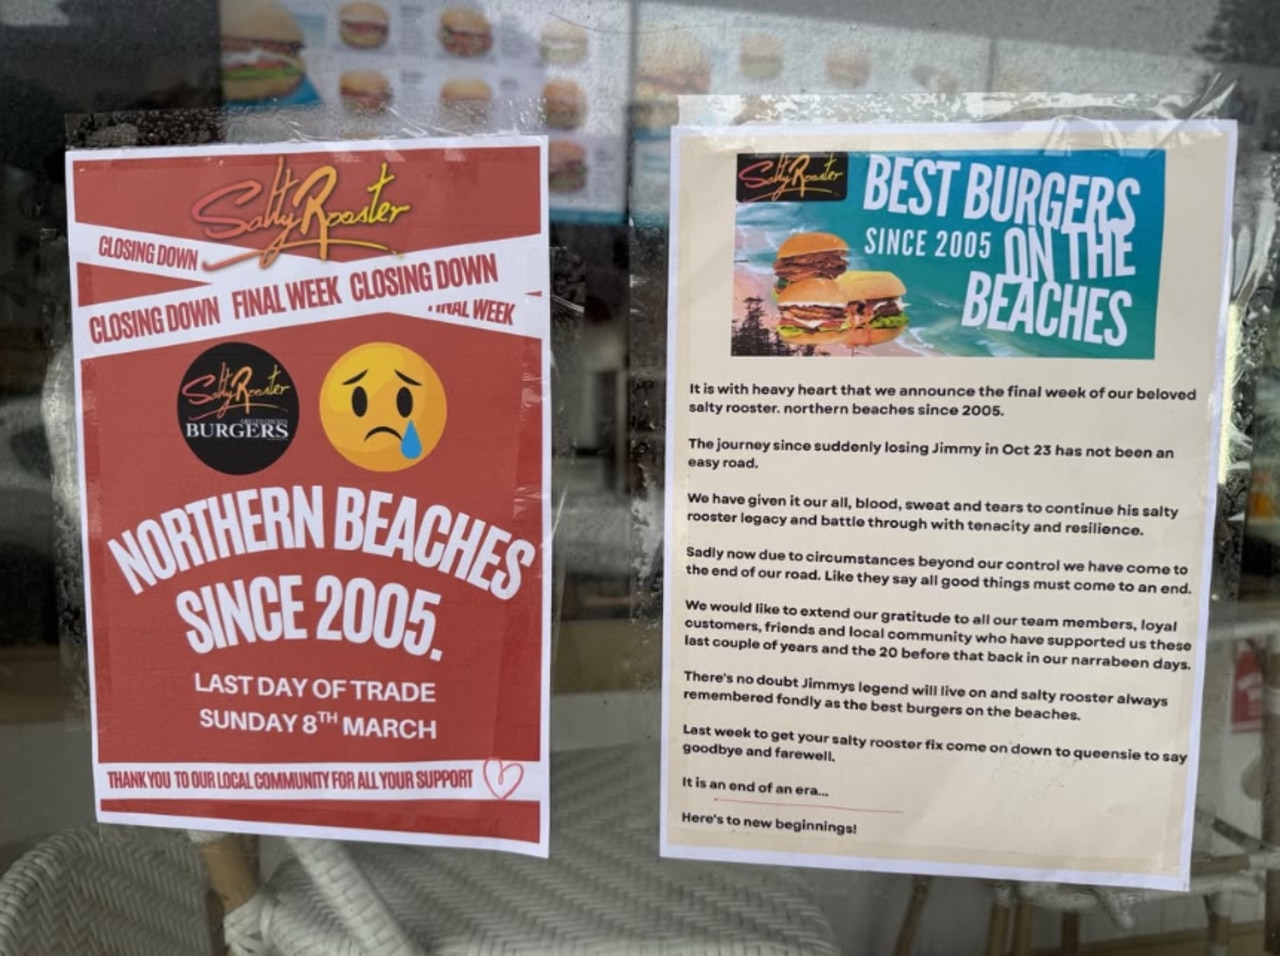 Salty Rooster
CLOSING DOWN
CLOSING DOWN FINAL WEEK CLOSING DOWN
FINAL WEEK
Salty Rooster
BURGERS
NORTHERN BEACHES
SINCE 2005.
LAST DAY OF TRADE
SUNDAY 8TH MARCH
THANK YOU TO OUR LOCAL COMMUNITY FOR ALL YOUR SUPPORT
Salty Rooster
BEST BURGERS
SINCE 2005 ON THE
BEACHES
It is with heavy heart that we announce the final week of our beloved
salty rooster. northern beaches since 2005.
The journey since suddenly losing Jimmy in Oct 23 has not been an
easy road.
We have given it our all, blood, sweat and tears to continue his salty
rooster legacy and battle through with tenacity and resilience.
Sadly now due to circumstances beyond our control we have come to
the end of our road. Like they say all good things must come to an end.
We would like to extend our gratitude to all our team members, loyal
customers, friends and local community who have supported us these
last couple of years and the 20 before that back in our narrabeen days.
There's no doubt Jimmys legend will live on and salty rooster always
remembered fondly as the best burgers on the beaches.
Last week to get your salty rooster fix come on down to queensie to say
goodbye and farewell.
It is an end of an era...
Here's to new beginnings!